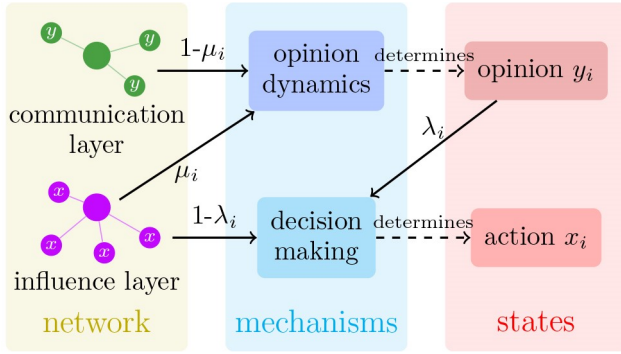 y
y
y
communication
layer
1-μᵢ
opinion
dynamics
determines
opinion yᵢ
μᵢ
λᵢ
x
x
x
x
influence layer
1-λᵢ
decision
making
determines
action xᵢ
network
mechanisms
states